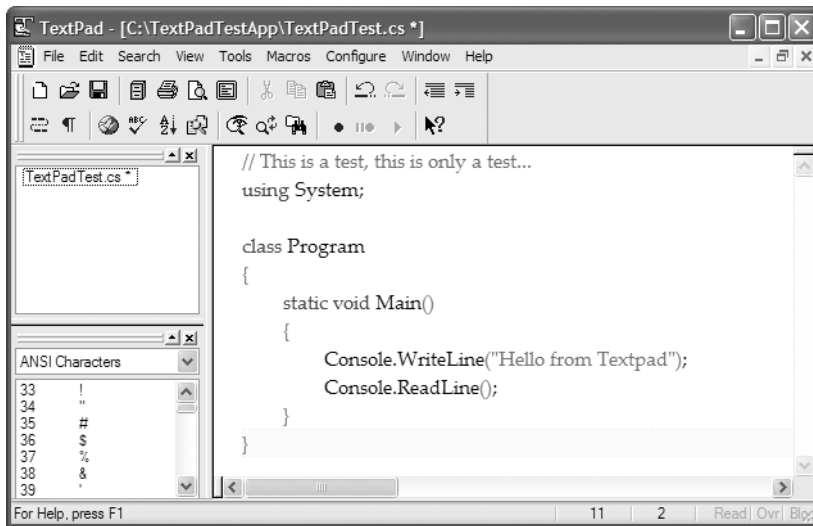 TextPad - [C:\TextPadTestApp\TextPadTest.cs *]
File Edit Search View Tools Macros Configure Window Help
TextPadTest.cs *
// This is a test, this is only a test...
using System;
class Program
{
static void Main()
{
Console.WriteLine("Hello from Textpad");
Console.ReadLine();
}
}
ANSI Characters
33 !
34 "
35 #
36 $
37 %
38 &
39 '
For Help, press F1
11 2 Read Ovr